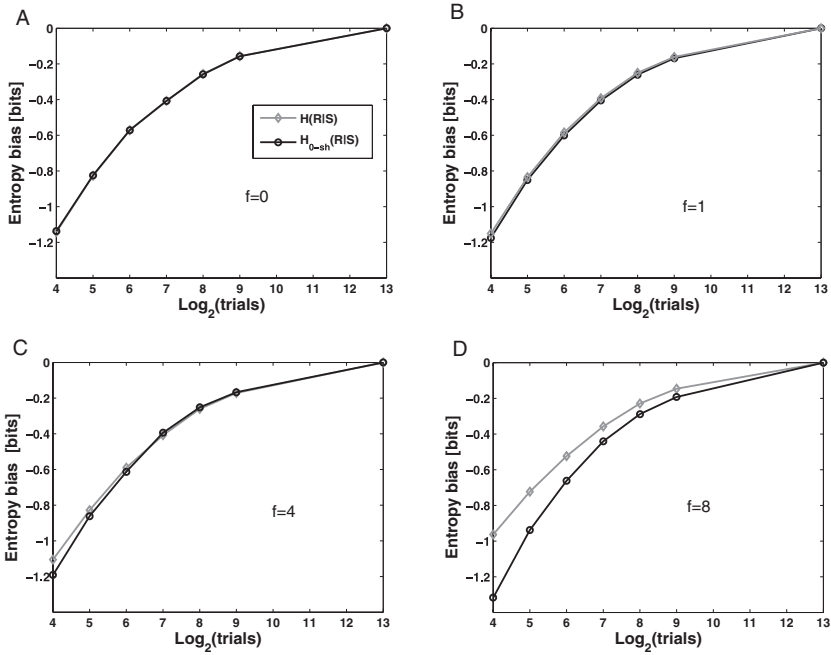 A
0
−0.2
−0.4
−0.6
−0.8
−1
−1.2
Entropy bias [bits]
H(R|S)
H0−sh(R|S)
f=0
4 5 6 7 8 9 10 11 12 13
Log2(trials)
B
0
−0.2
−0.4
−0.6
−0.8
−1
−1.2
Entropy bias [bits]
f=1
4 5 6 7 8 9 10 11 12 13
Log2(trials)
C
0
−0.2
−0.4
−0.6
−0.8
−1
−1.2
Entropy bias [bits]
f=4
4 5 6 7 8 9 10 11 12 13
Log2(trials)
D
0
−0.2
−0.4
−0.6
−0.8
−1
−1.2
Entropy bias [bits]
f=8
4 5 6 7 8 9 10 11 12 13
Log2(trials)